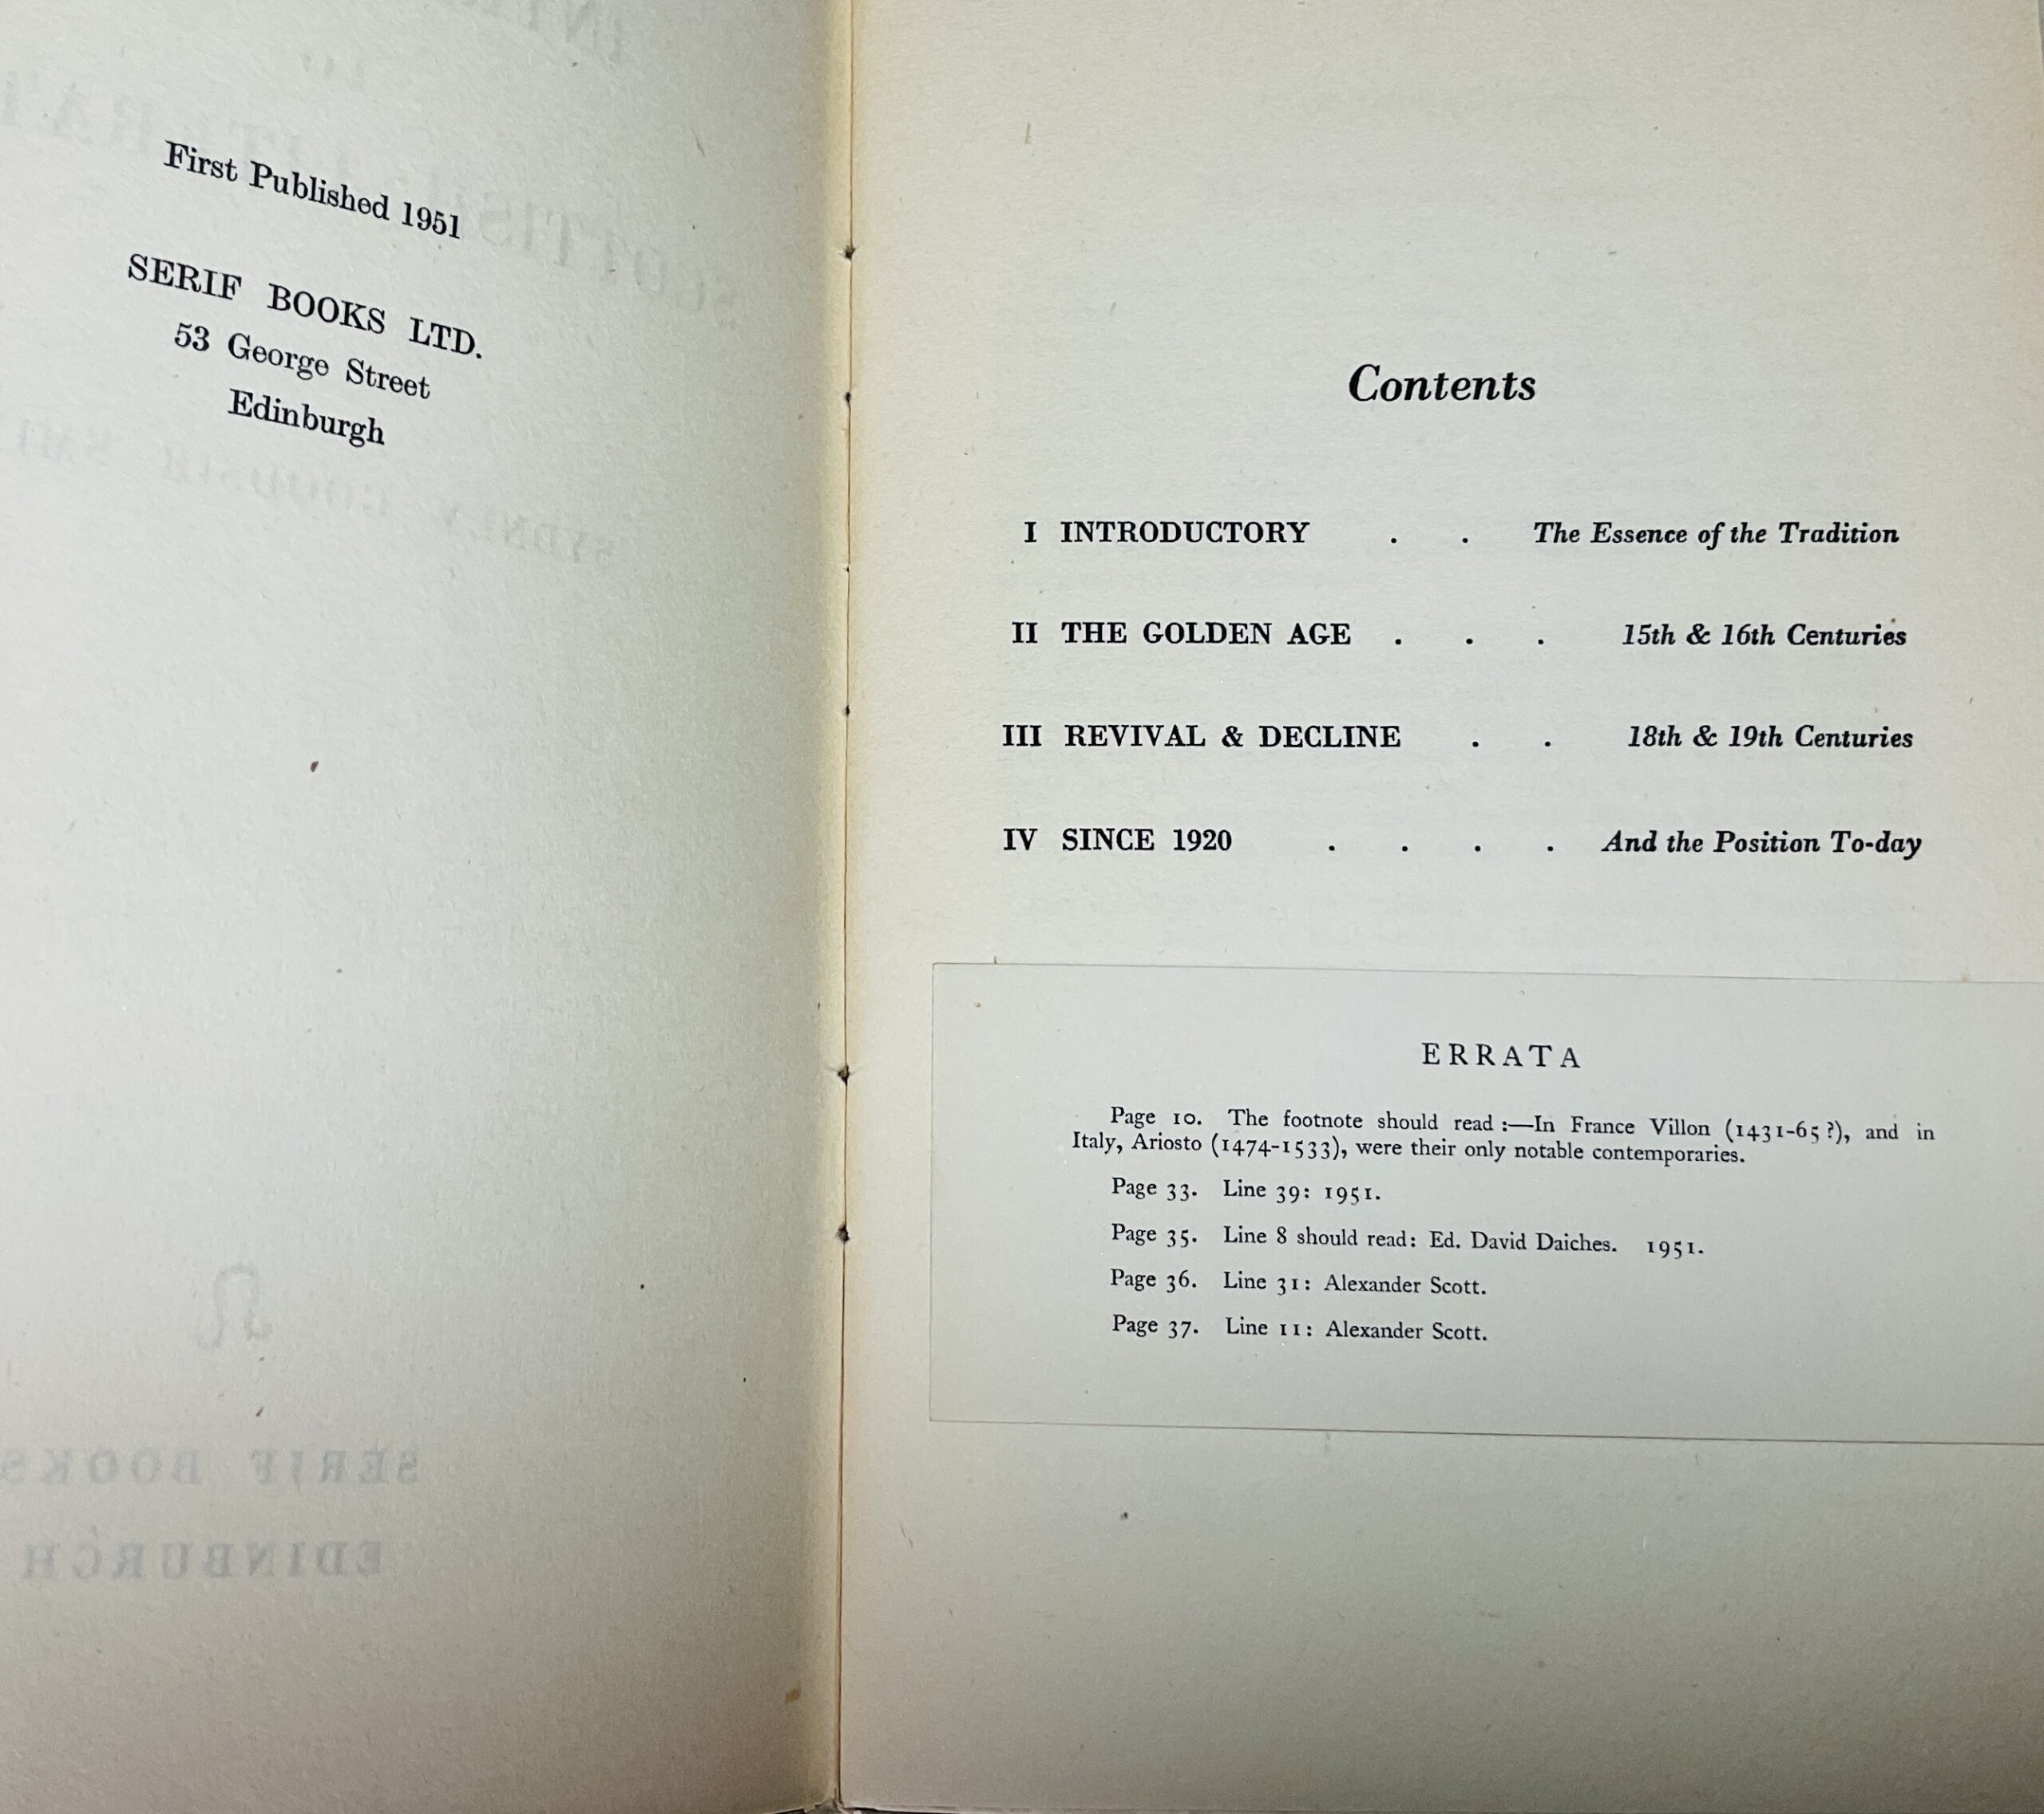 First Published 1951
SERIF BOOKS LTD.
53 George Street
Edinburgh
SERIF BOOKS
EDINBURGH
Contents
I INTRODUCTORY . . The Essence of the Tradition
II THE GOLDEN AGE . . . 15th & 16th Centuries
III REVIVAL & DECLINE . . 18th & 19th Centuries
IV SINCE 1920 . . . . And the Position To-day
ERRATA
Page 10. The footnote should read :—In France Villon (1431-65 ?), and in
Italy, Ariosto (1474-1533), were their only notable contemporaries.
Page 33. Line 39: 1951.
Page 35. Line 8 should read: Ed. David Daiches. 1951.
Page 36. Line 31: Alexander Scott.
Page 37. Line 11: Alexander Scott.